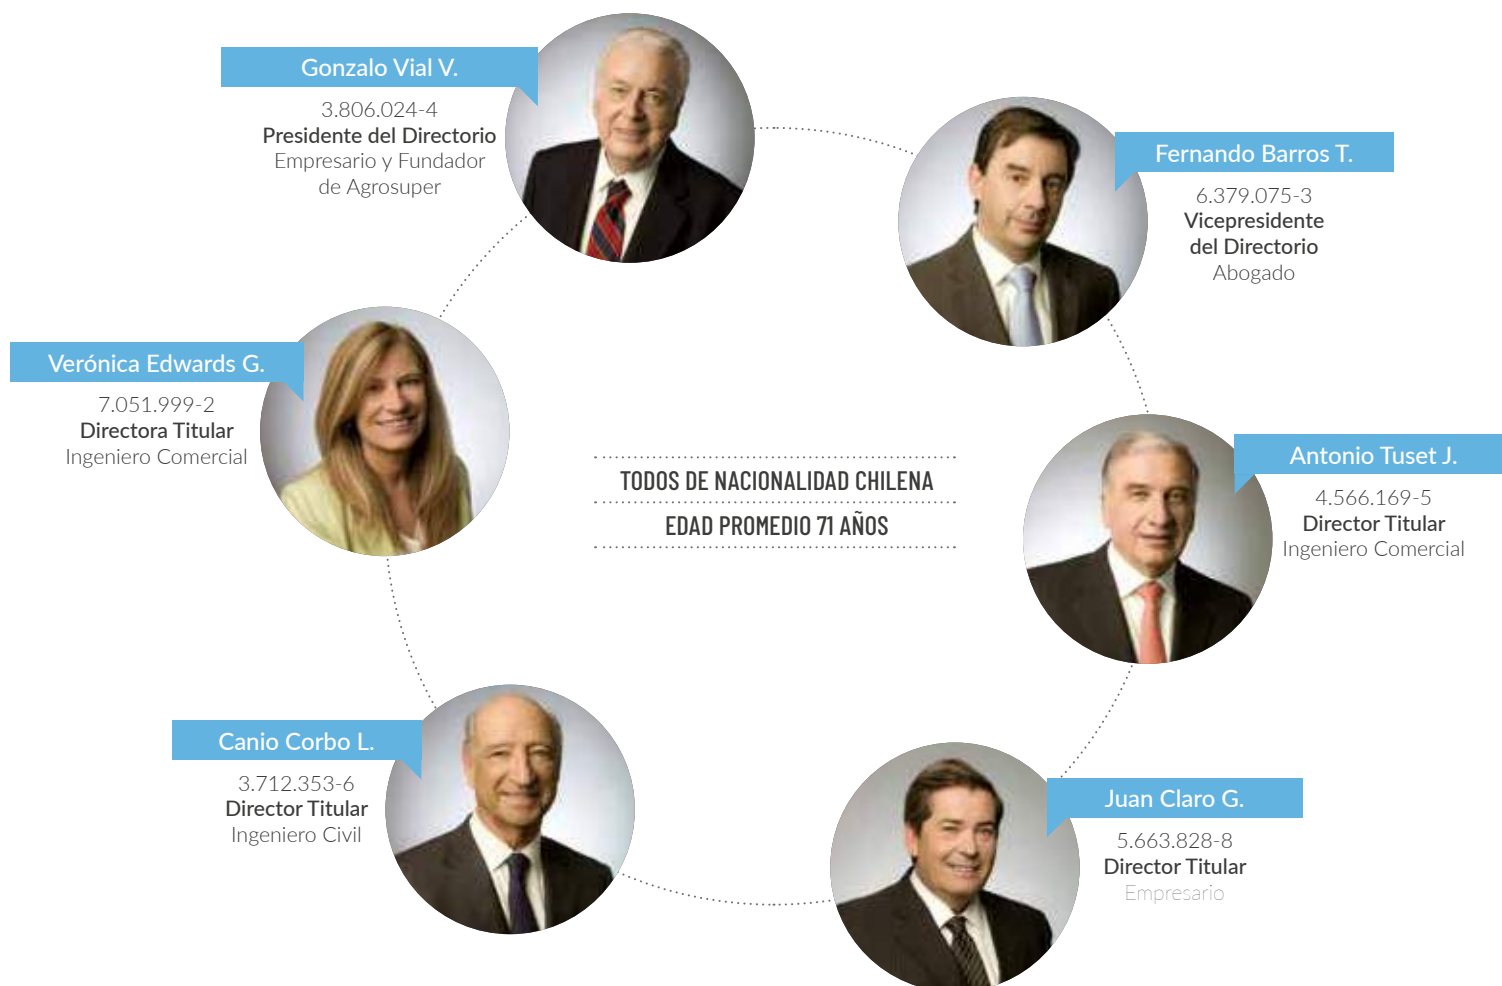 Gonzalo Vial V.
3.806.024-4
Presidente del Directorio
Empresario y Fundador
de Agrosuper
Fernando Barros T.
6.379.075-3
Vicepresidente
del Directorio
Abogado
Verónica Edwards G.
7.051.999-2
Directora Titular
Ingeniero Comercial
TODOS DE NACIONALIDAD CHILENA
EDAD PROMEDIO 71 AÑOS
Antonio Tuset J.
4.566.169-5
Director Titular
Ingeniero Comercial
Canio Corbo L.
3.712.353-6
Director Titular
Ingeniero Civil
Juan Claro G.
5.663.828-8
Director Titular
Empresario